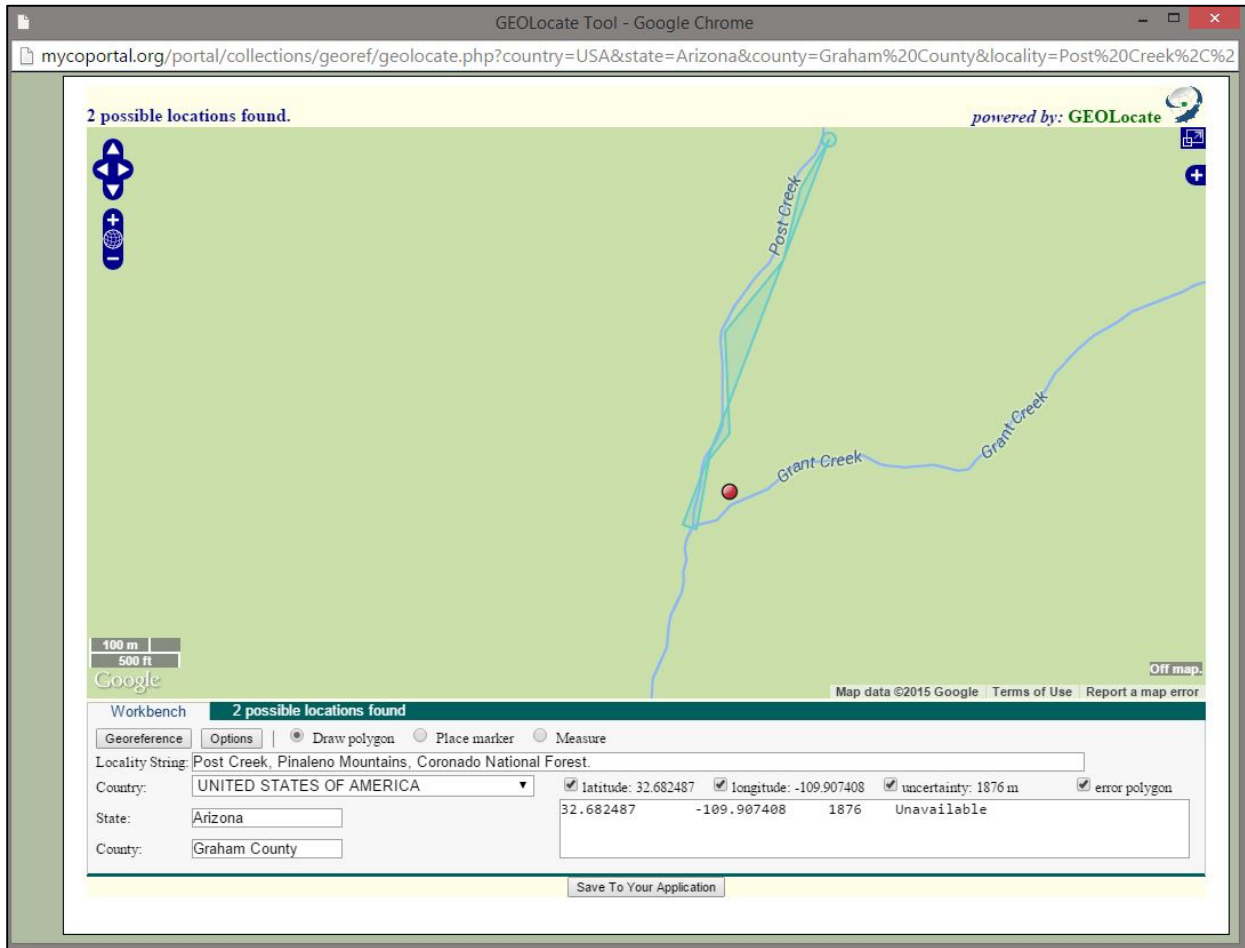 GEOLocate Tool - Google Chrome
mycoportal.org/portal/collections/georef/geolocate.php?country=USA&state=Arizona&county=Graham%20County&locality=Post%20Creek%2C%2
2 possible locations found.
powered by: GEOLocate
Post Creek
Grant Creek
Grant Creek
100 m
500 ft
Google
Off map.
Map data ©2015 Google Terms of Use Report a map error
Workbench 2 possible locations found
Georeference Options | Draw polygon Place marker Measure
Locality String: Post Creek, Pinaleno Mountains, Coronado National Forest.
Country: UNITED STATES OF AMERICA latitude: 32.682487 longitude: -109.907408 uncertainty: 1876 m error polygon
32.682487 -109.907408 1876 Unavailable
State: Arizona
County: Graham County
Save To Your Application